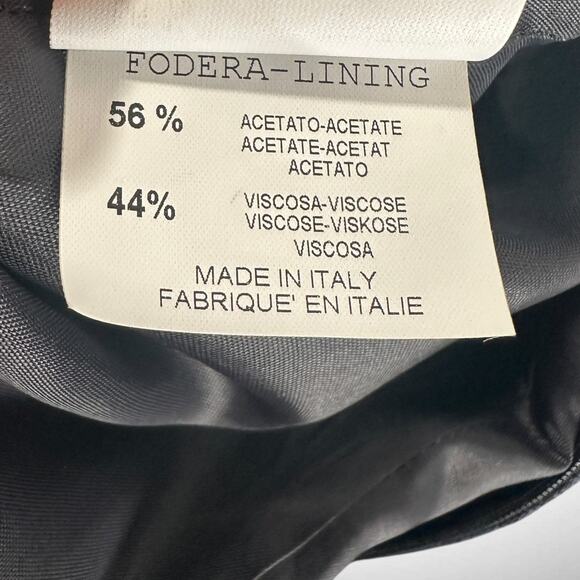 FODERA-LINING
56 % ACETATO-ACETATE
ACETATE-ACETAT
ACETATO
44% VISCOSA-VISCOSE
VISCOSE-VISKOSE
VISCOSA
MADE IN ITALY
FABRIQUE' EN ITALIE